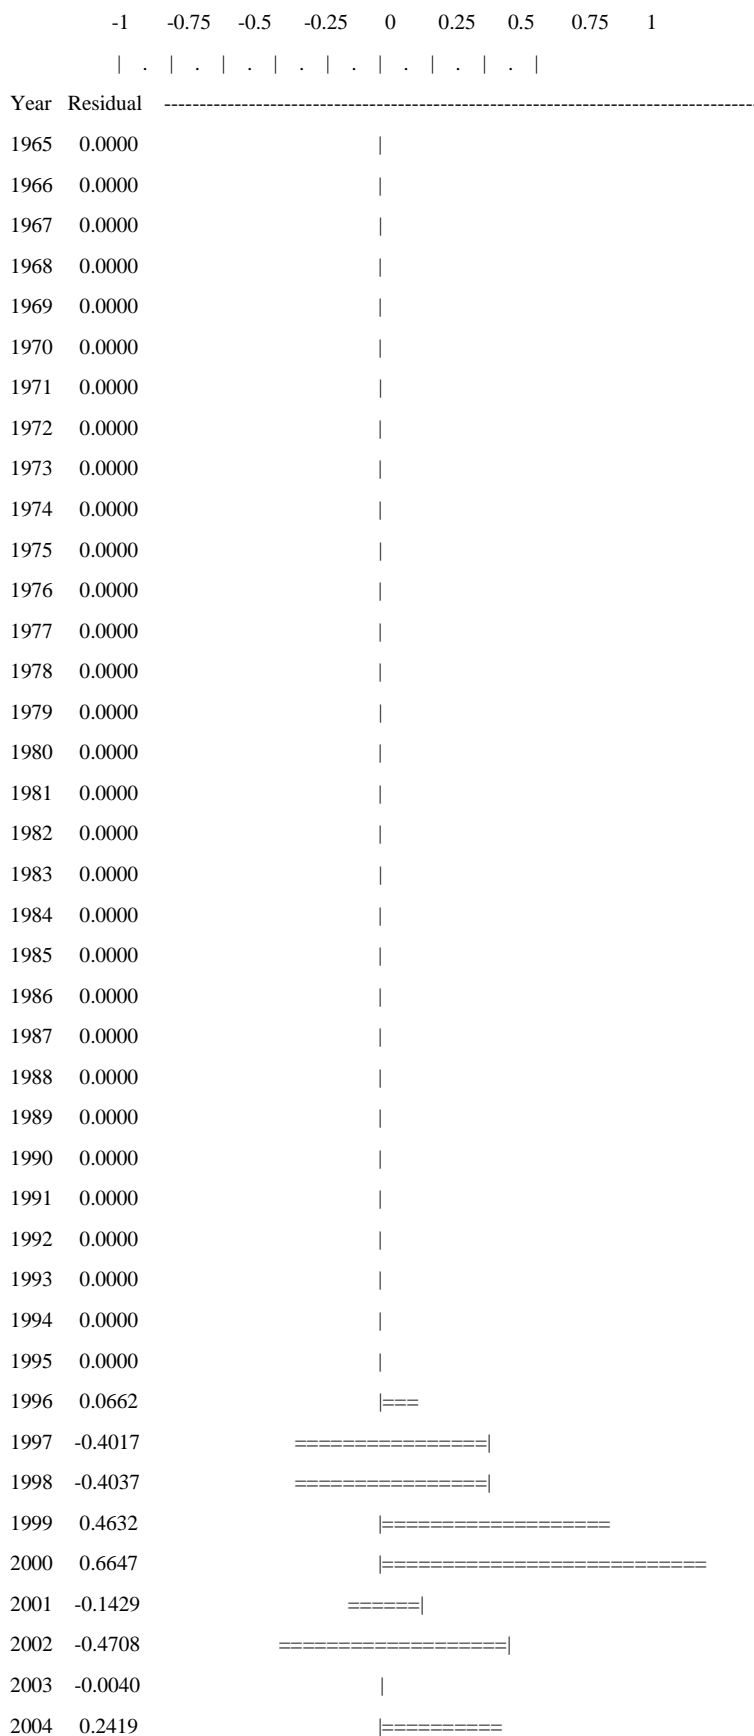 -1 -0.75 -0.5 -0.25 0 0.25 0.5 0.75 1
| . | . | . | . | . | . | . | . |
Year Residual ------------------------------------------------------------------------------------
1965 0.0000 |
1966 0.0000 |
1967 0.0000 |
1968 0.0000 |
1969 0.0000 |
1970 0.0000 |
1971 0.0000 |
1972 0.0000 |
1973 0.0000 |
1974 0.0000 |
1975 0.0000 |
1976 0.0000 |
1977 0.0000 |
1978 0.0000 |
1979 0.0000 |
1980 0.0000 |
1981 0.0000 |
1982 0.0000 |
1983 0.0000 |
1984 0.0000 |
1985 0.0000 |
1986 0.0000 |
1987 0.0000 |
1988 0.0000 |
1989 0.0000 |
1990 0.0000 |
1991 0.0000 |
1992 0.0000 |
1993 0.0000 |
1994 0.0000 |
1995 0.0000 |
1996 0.0662 |===
1997 -0.4017 ================|
1998 -0.4037 ================|
1999 0.4632 |===================
2000 0.6647 |===========================
2001 -0.1429 ======|
2002 -0.4708 ===================|
2003 -0.0040 |
2004 0.2419 |==========